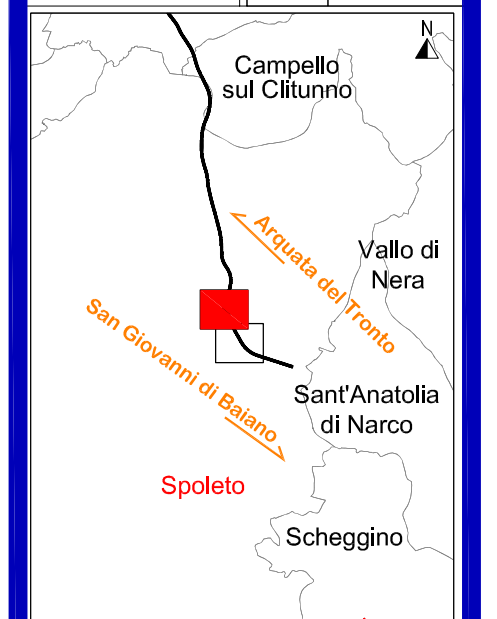 N
Campello
sul Clitunno
Arquata del Tronto
Vallo di
Nera
San Giovanni di Baiano
Sant'Anatolia
di Narco
Spoleto
Scheggino